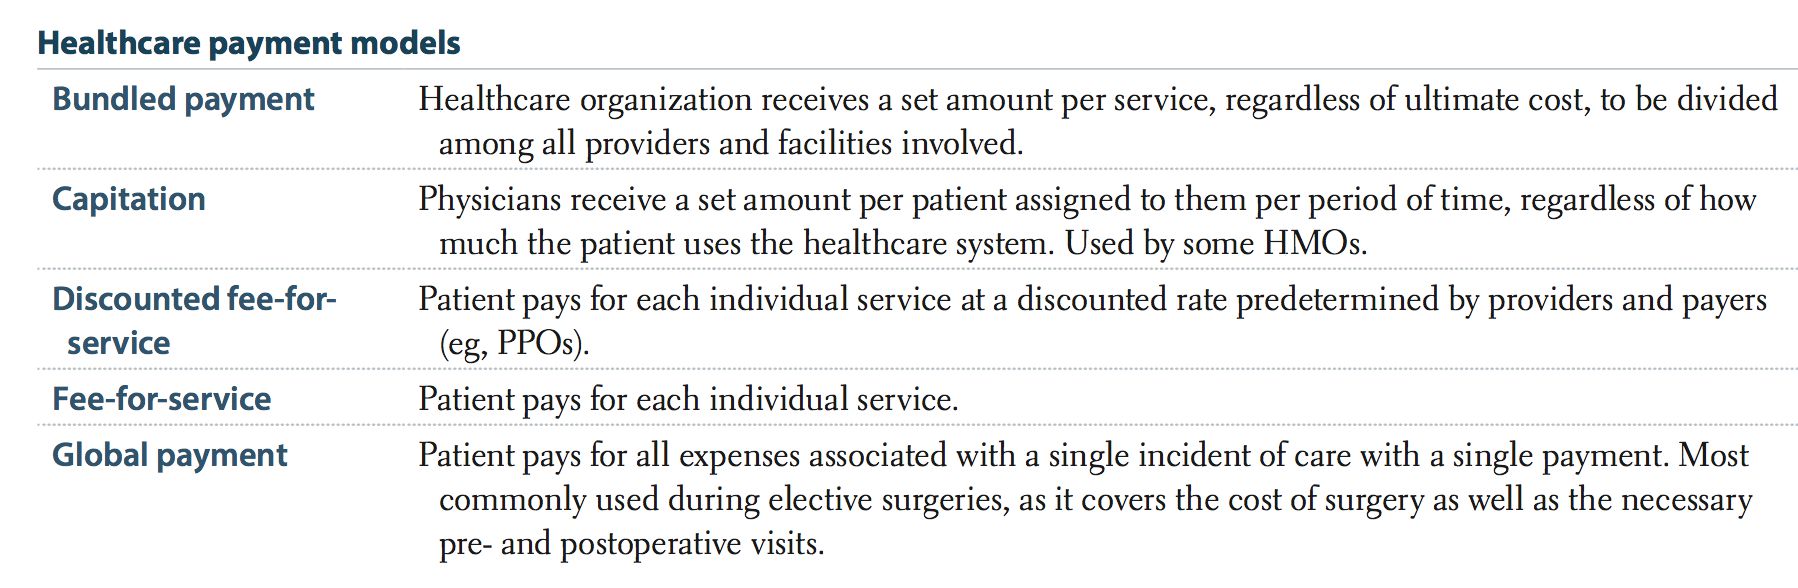 Healthcare payment models
Bundled payment Healthcare organization receives a set amount per service, regardless of ultimate cost, to be divided
among all providers and facilities involved.
Capitation Physicians receive a set amount per patient assigned to them per period of time, regardless of how
much the patient uses the healthcare system. Used by some HMOs.
Discounted fee-for- Patient pays for each individual service at a discounted rate predetermined by providers and payers
service (eg, PPOs).
Fee-for-service Patient pays for each individual service.
Global payment Patient pays for all expenses associated with a single incident of care with a single payment. Most
commonly used during elective surgeries, as it covers the cost of surgery as well as the necessary
pre- and postoperative visits.